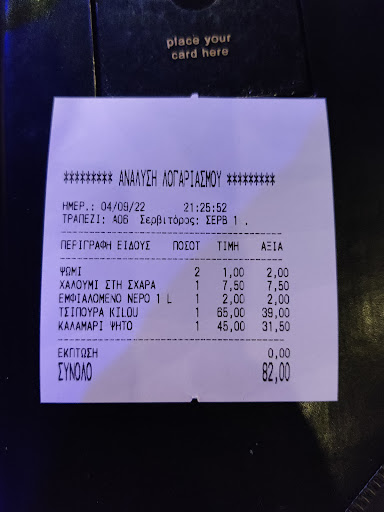 place your
card here
********* ΑΝΑΛΥΣΗ ΛΟΓΑΡΙΑΣΜΟΥ *********
ΗΜΕΡ.: 04/09/22 21:25:52
ΤΡΑΠΕΖΙ: Α06 Σερβιτόρος: ΣΕΡΒ 1 .
ΠΕΡΙΓΡΑΦΗ ΕΙΔΟΥΣ ΠΟΣΟΤ ΤΙΜΗ ΑΞΙΑ
ΨΩΜΙ 2 1,00 2,00
ΧΑΛΟΥΜΙ ΣΤΗ ΣΧΑΡΑ 1 7,50 7,50
ΕΜΦΙΑΛΟΜΕΝΟ ΝΕΡΟ 1 L 1 2,00 2,00
ΤΣΙΠΟΥΡΑ KILOU 1 65,00 39,00
ΚΑΛΑΜΑΡΙ ΨΗΤΟ 1 45,00 31,50
ΕΚΠΤΩΣΗ 0,00
ΣΥΝΟΛΟ 82,00